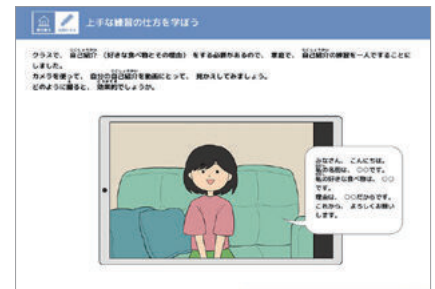 上手な練習の仕方を学ぼう
クラスで、自己紹介（好きな食べ物とその理由）をする必要があるので、家庭で、自己紹介の練習を一人ですることに
しました。
カメラを使って、自分の自己紹介を動画にとって、見かえしてみましょう。
どのように撮ると、効果的でしょうか。
みなさん、こんにちは。
私の名前は、○○です。
私の好きな食べ物は、○○
です。
理由は、○○だからです。
これから、よろしくお願い
します。